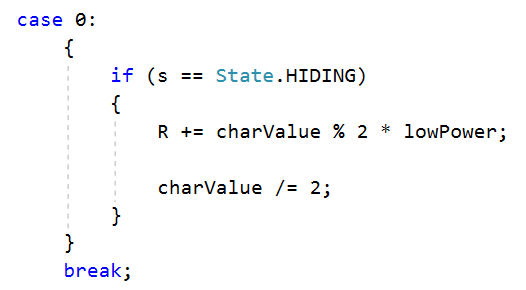 case 0:
{
if (s == State.HIDING)
{
R += charValue % 2 * lowPower;
charValue /= 2;
}
}
break;